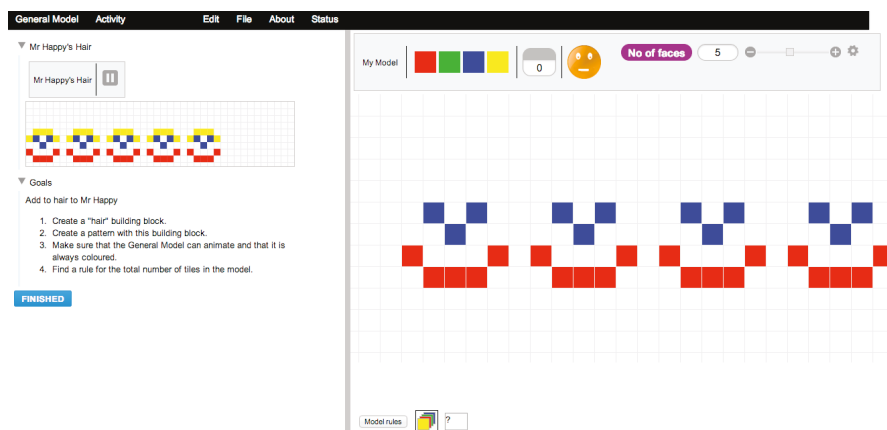 General Model Activity Edit File About Status
Mr Happy's Hair
Mr Happy's Hair
Goals
Add to hair to Mr Happy
1. Create a "hair" building block.
2. Create a pattern with this building block.
3. Make sure that the General Model can animate and that it is
always coloured.
4. Find a rule for the total number of tiles in the model.
FINISHED
My Model 0 No of faces 5
Model rules ?